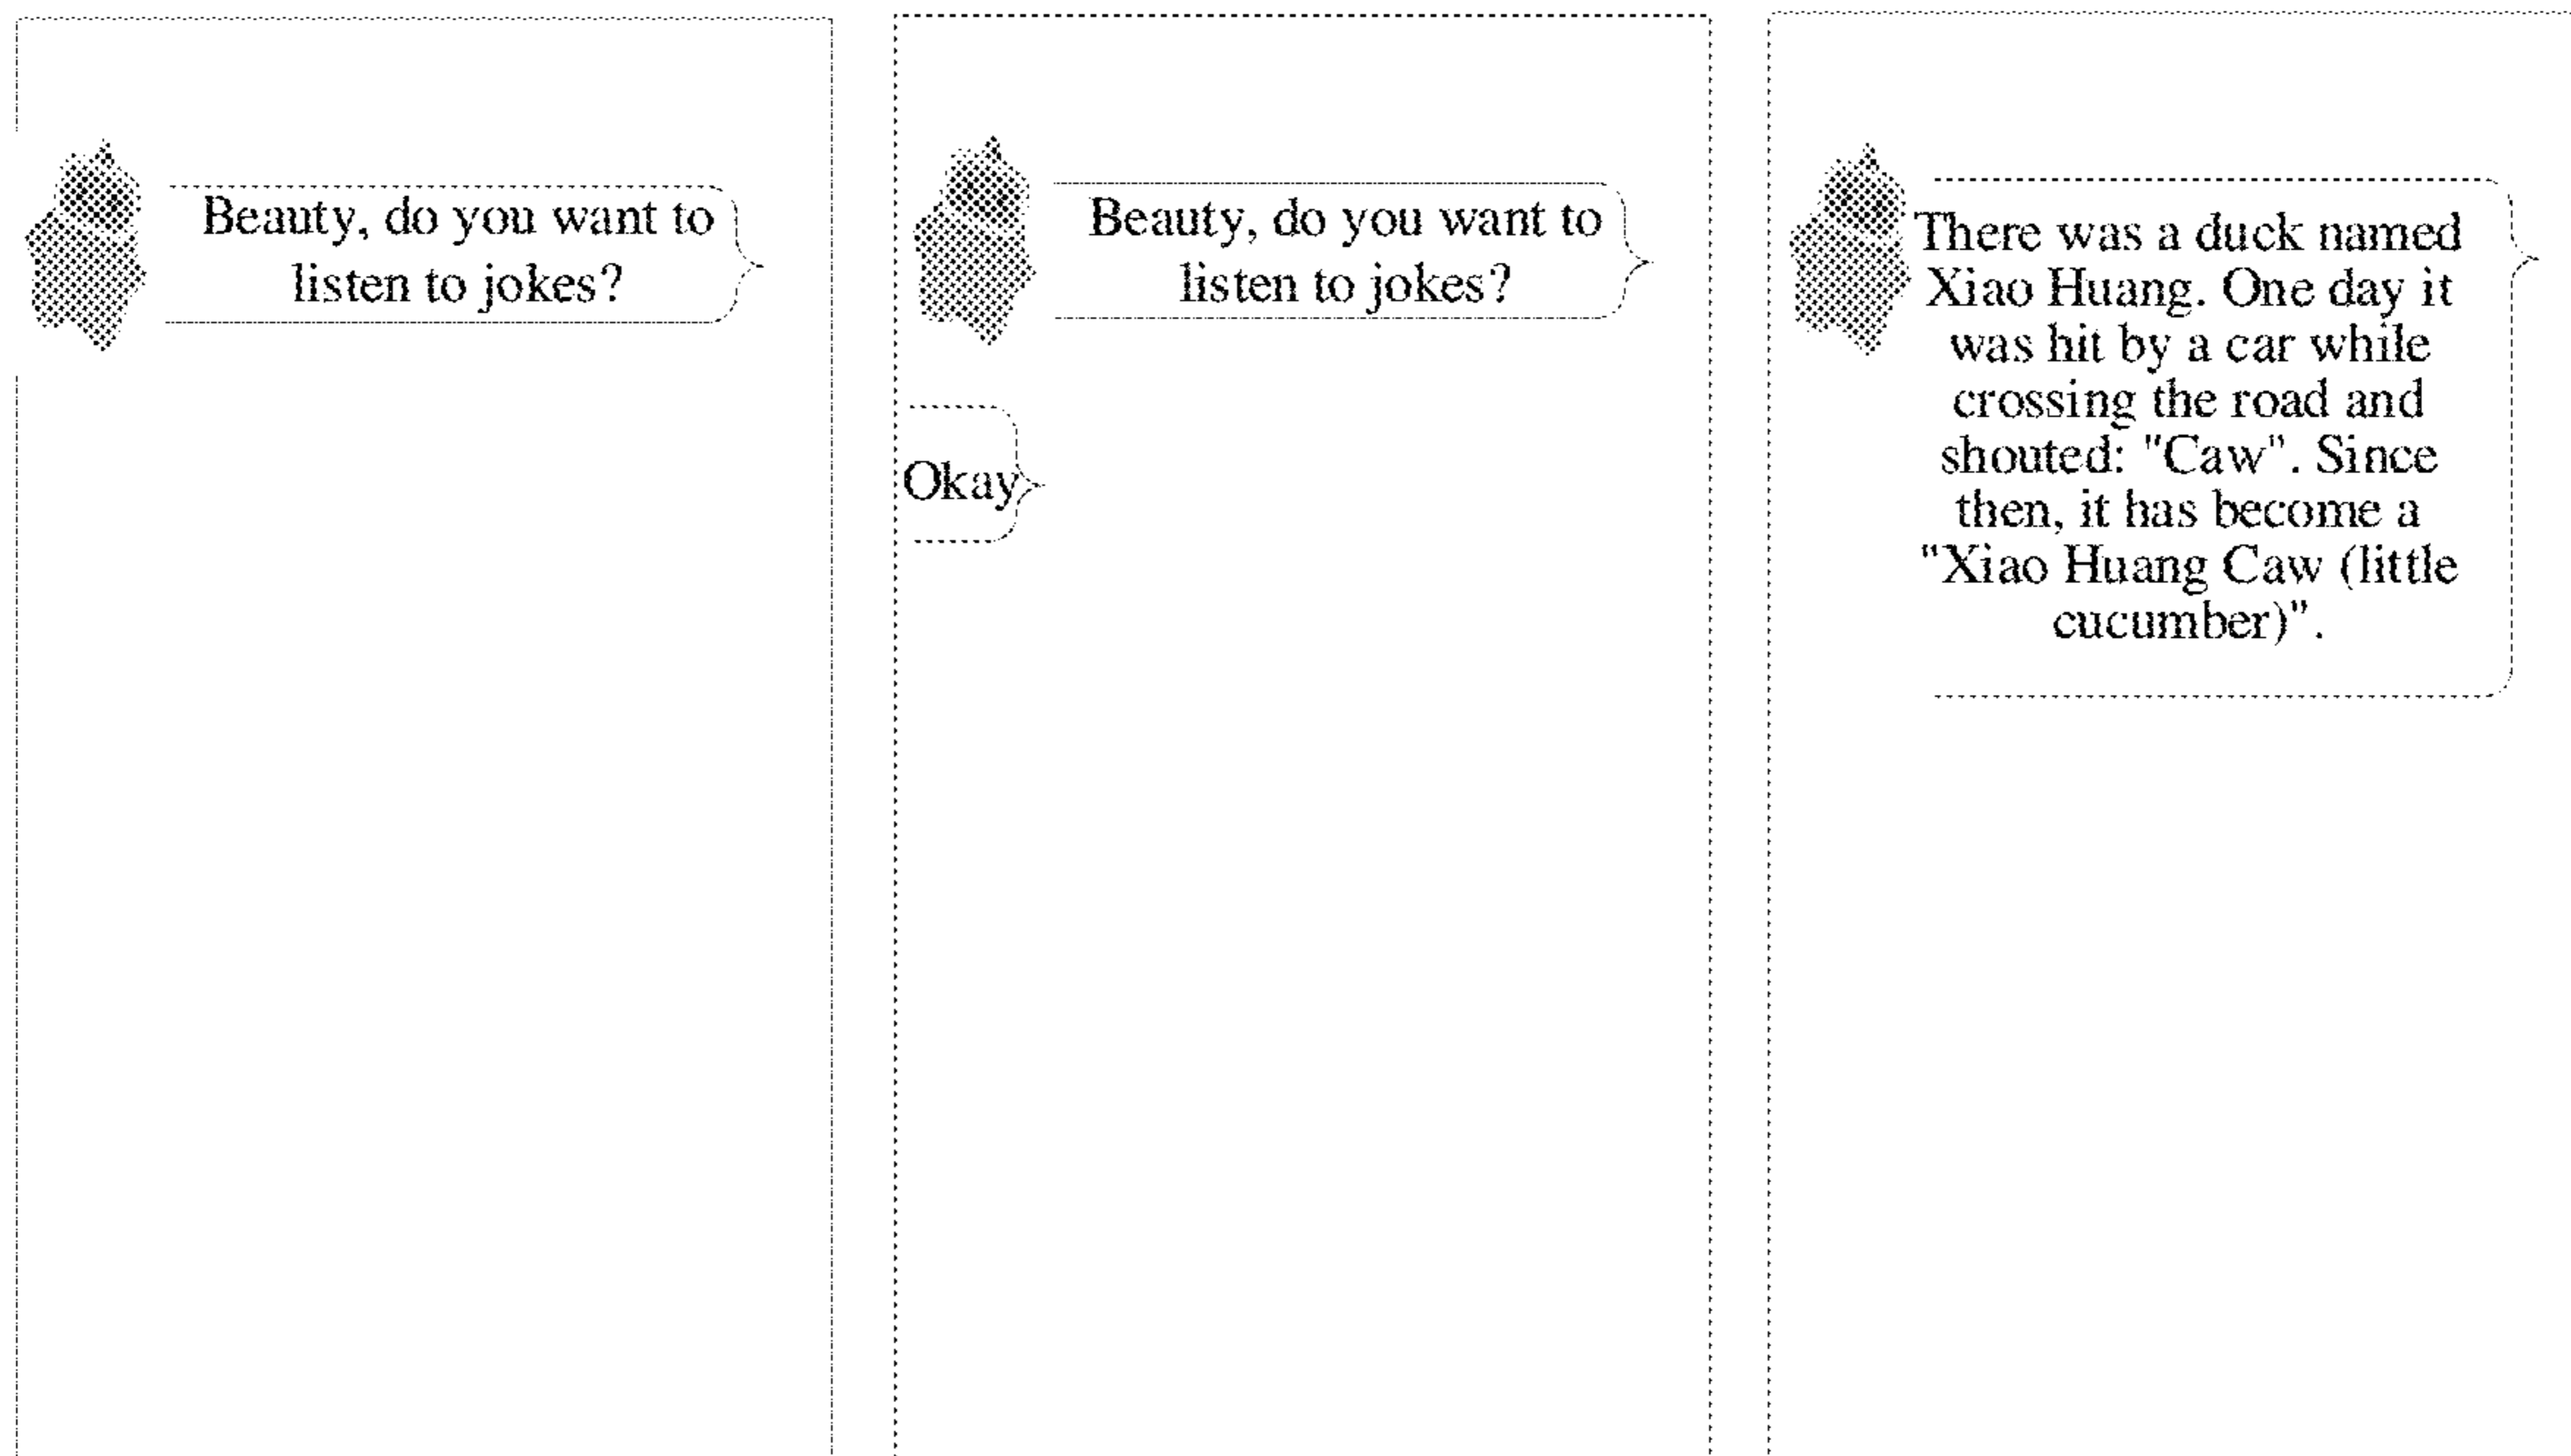 Beauty, do you want to
listen to jokes?
Beauty, do you want to
listen to jokes?
Okay
There was a duck named
Xiao Huang. One day it
was hit by a car while
crossing the road and
shouted: "Caw". Since
then, it has become a
"Xiao Huang Caw (little
cucumber)".